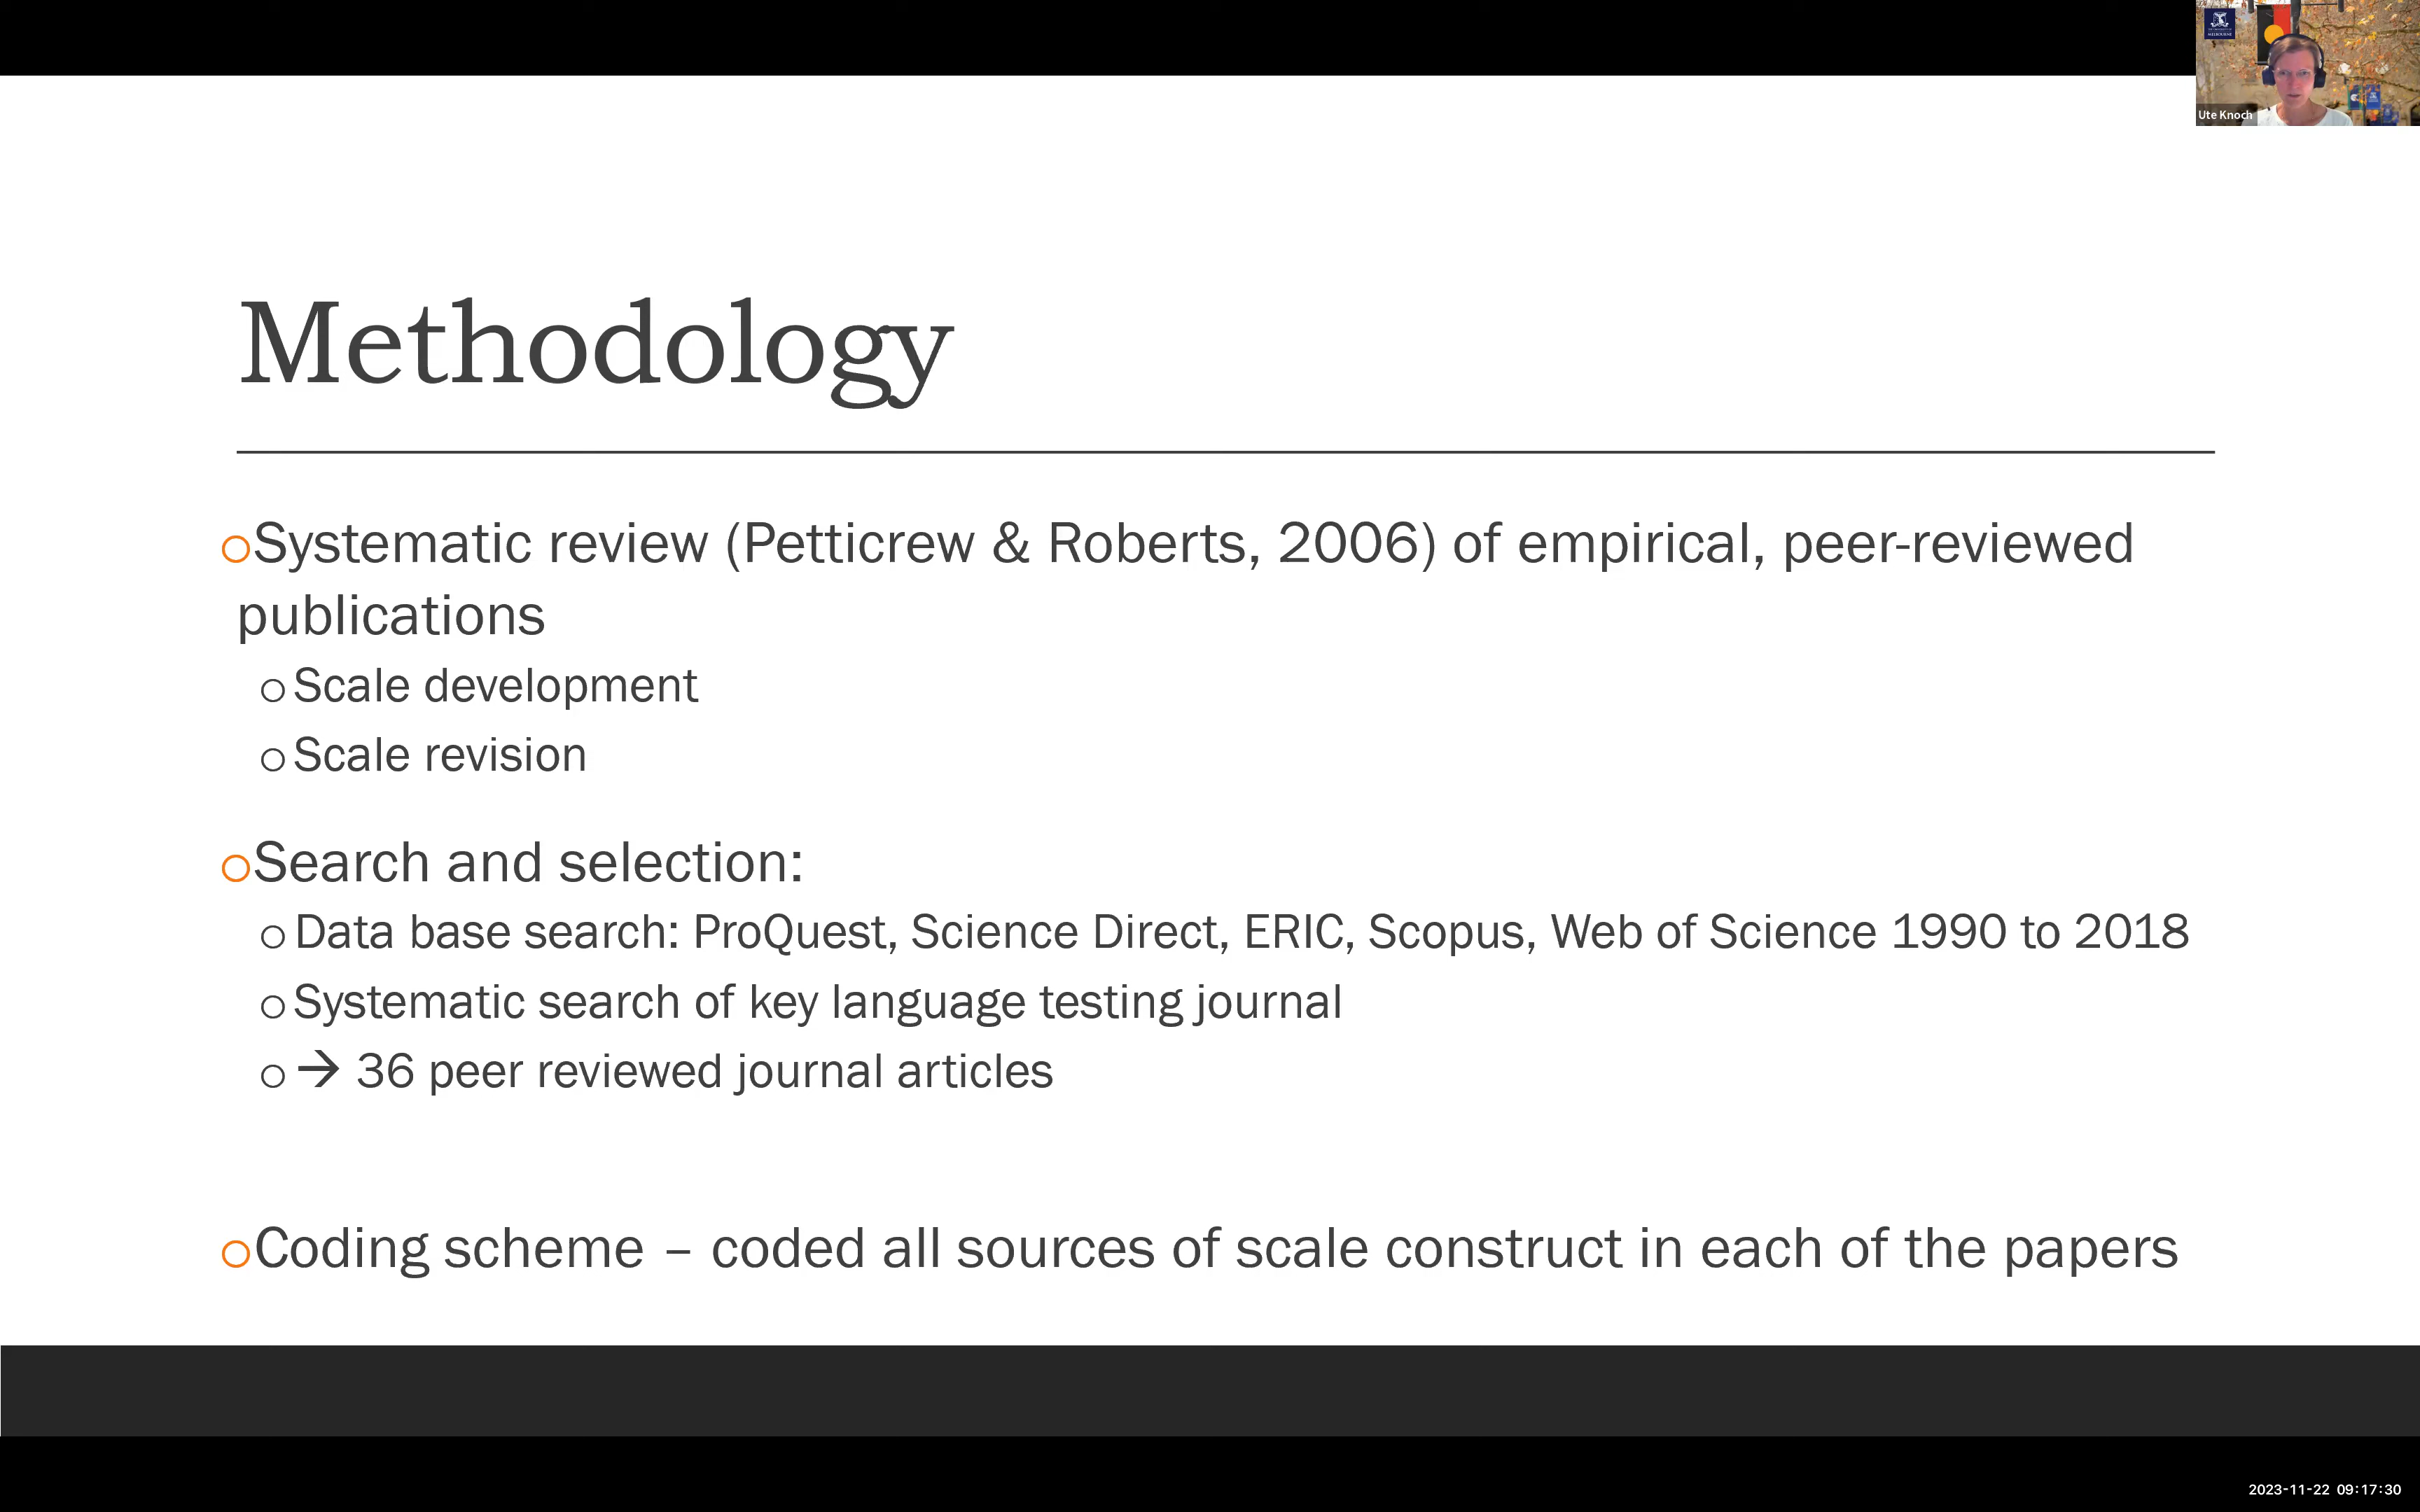 Ute Knoch
Methodology
Systematic review (Petticrew & Roberts, 2006) of empirical, peer-reviewed
publications
Scale development
Scale revision
Search and selection:
Data base search: ProQuest, Science Direct, ERIC, Scopus, Web of Science 1990 to 2018
Systematic search of key language testing journal
→ 36 peer reviewed journal articles
Coding scheme – coded all sources of scale construct in each of the papers
2023-11-22 09:17:30